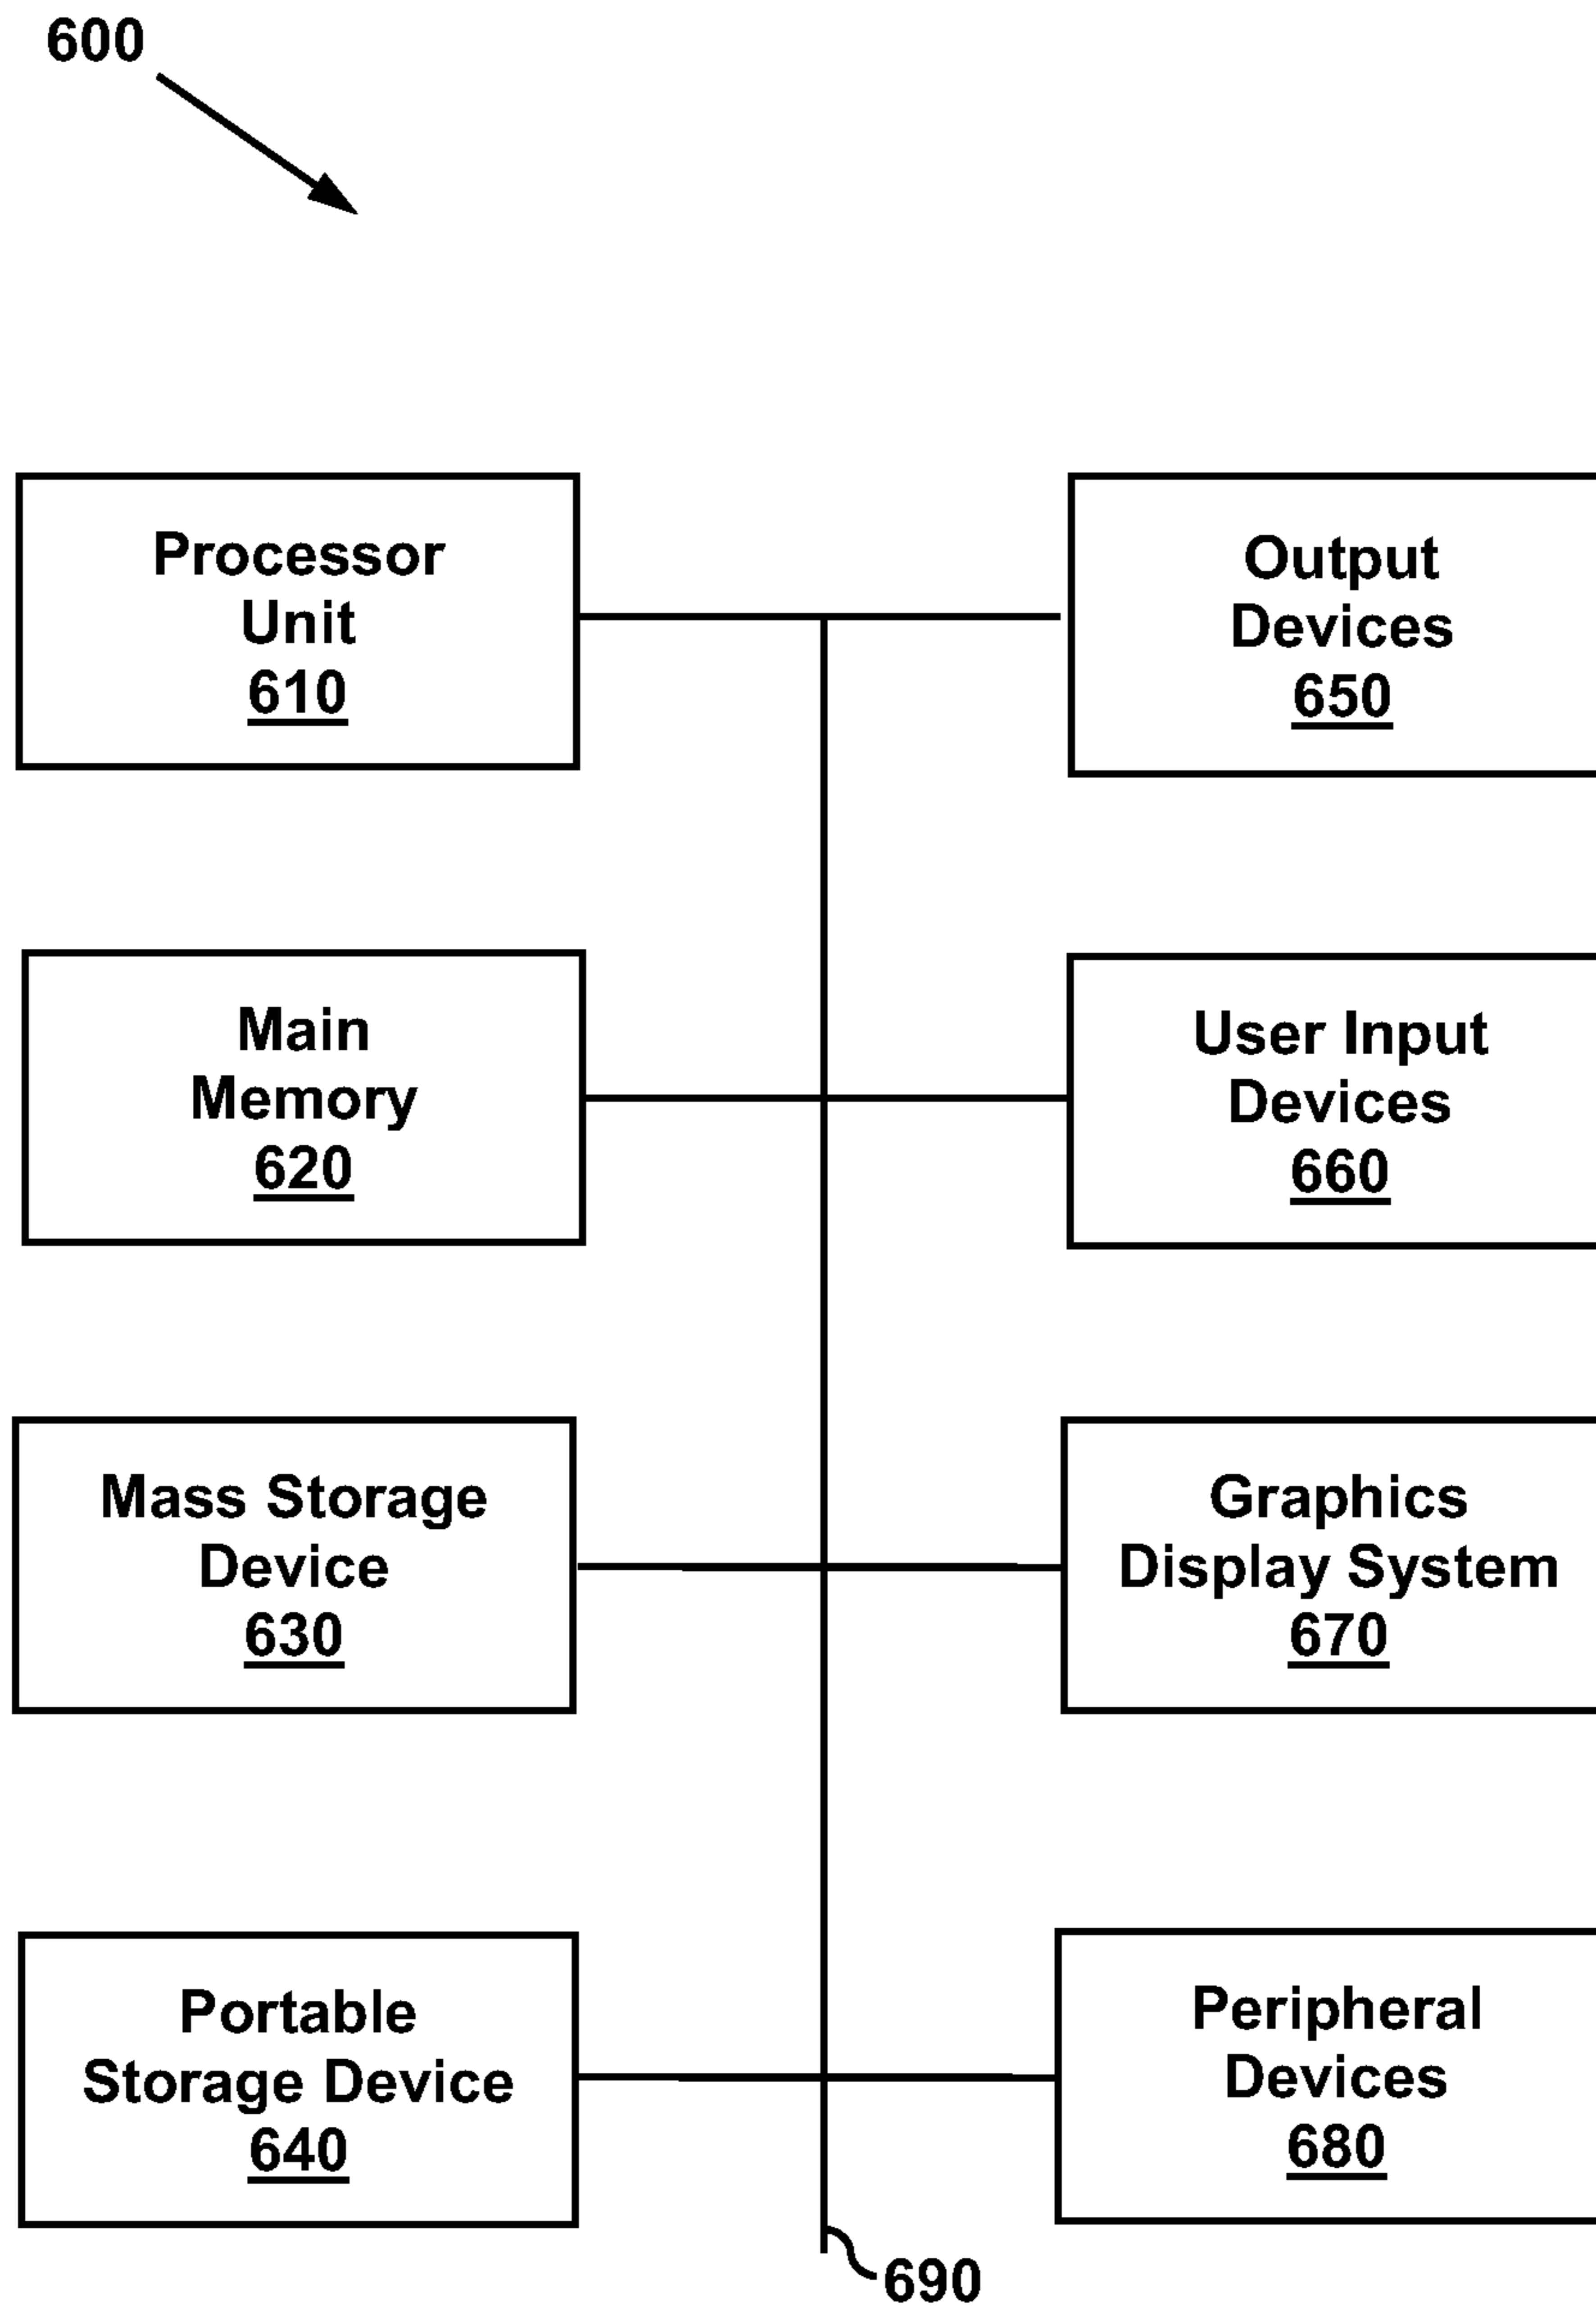 600
Processor
Unit
610
Output
Devices
650
Main
Memory
620
User Input
Devices
660
Mass Storage
Device
630
Graphics
Display System
670
Portable
Storage Device
640
Peripheral
Devices
680
690